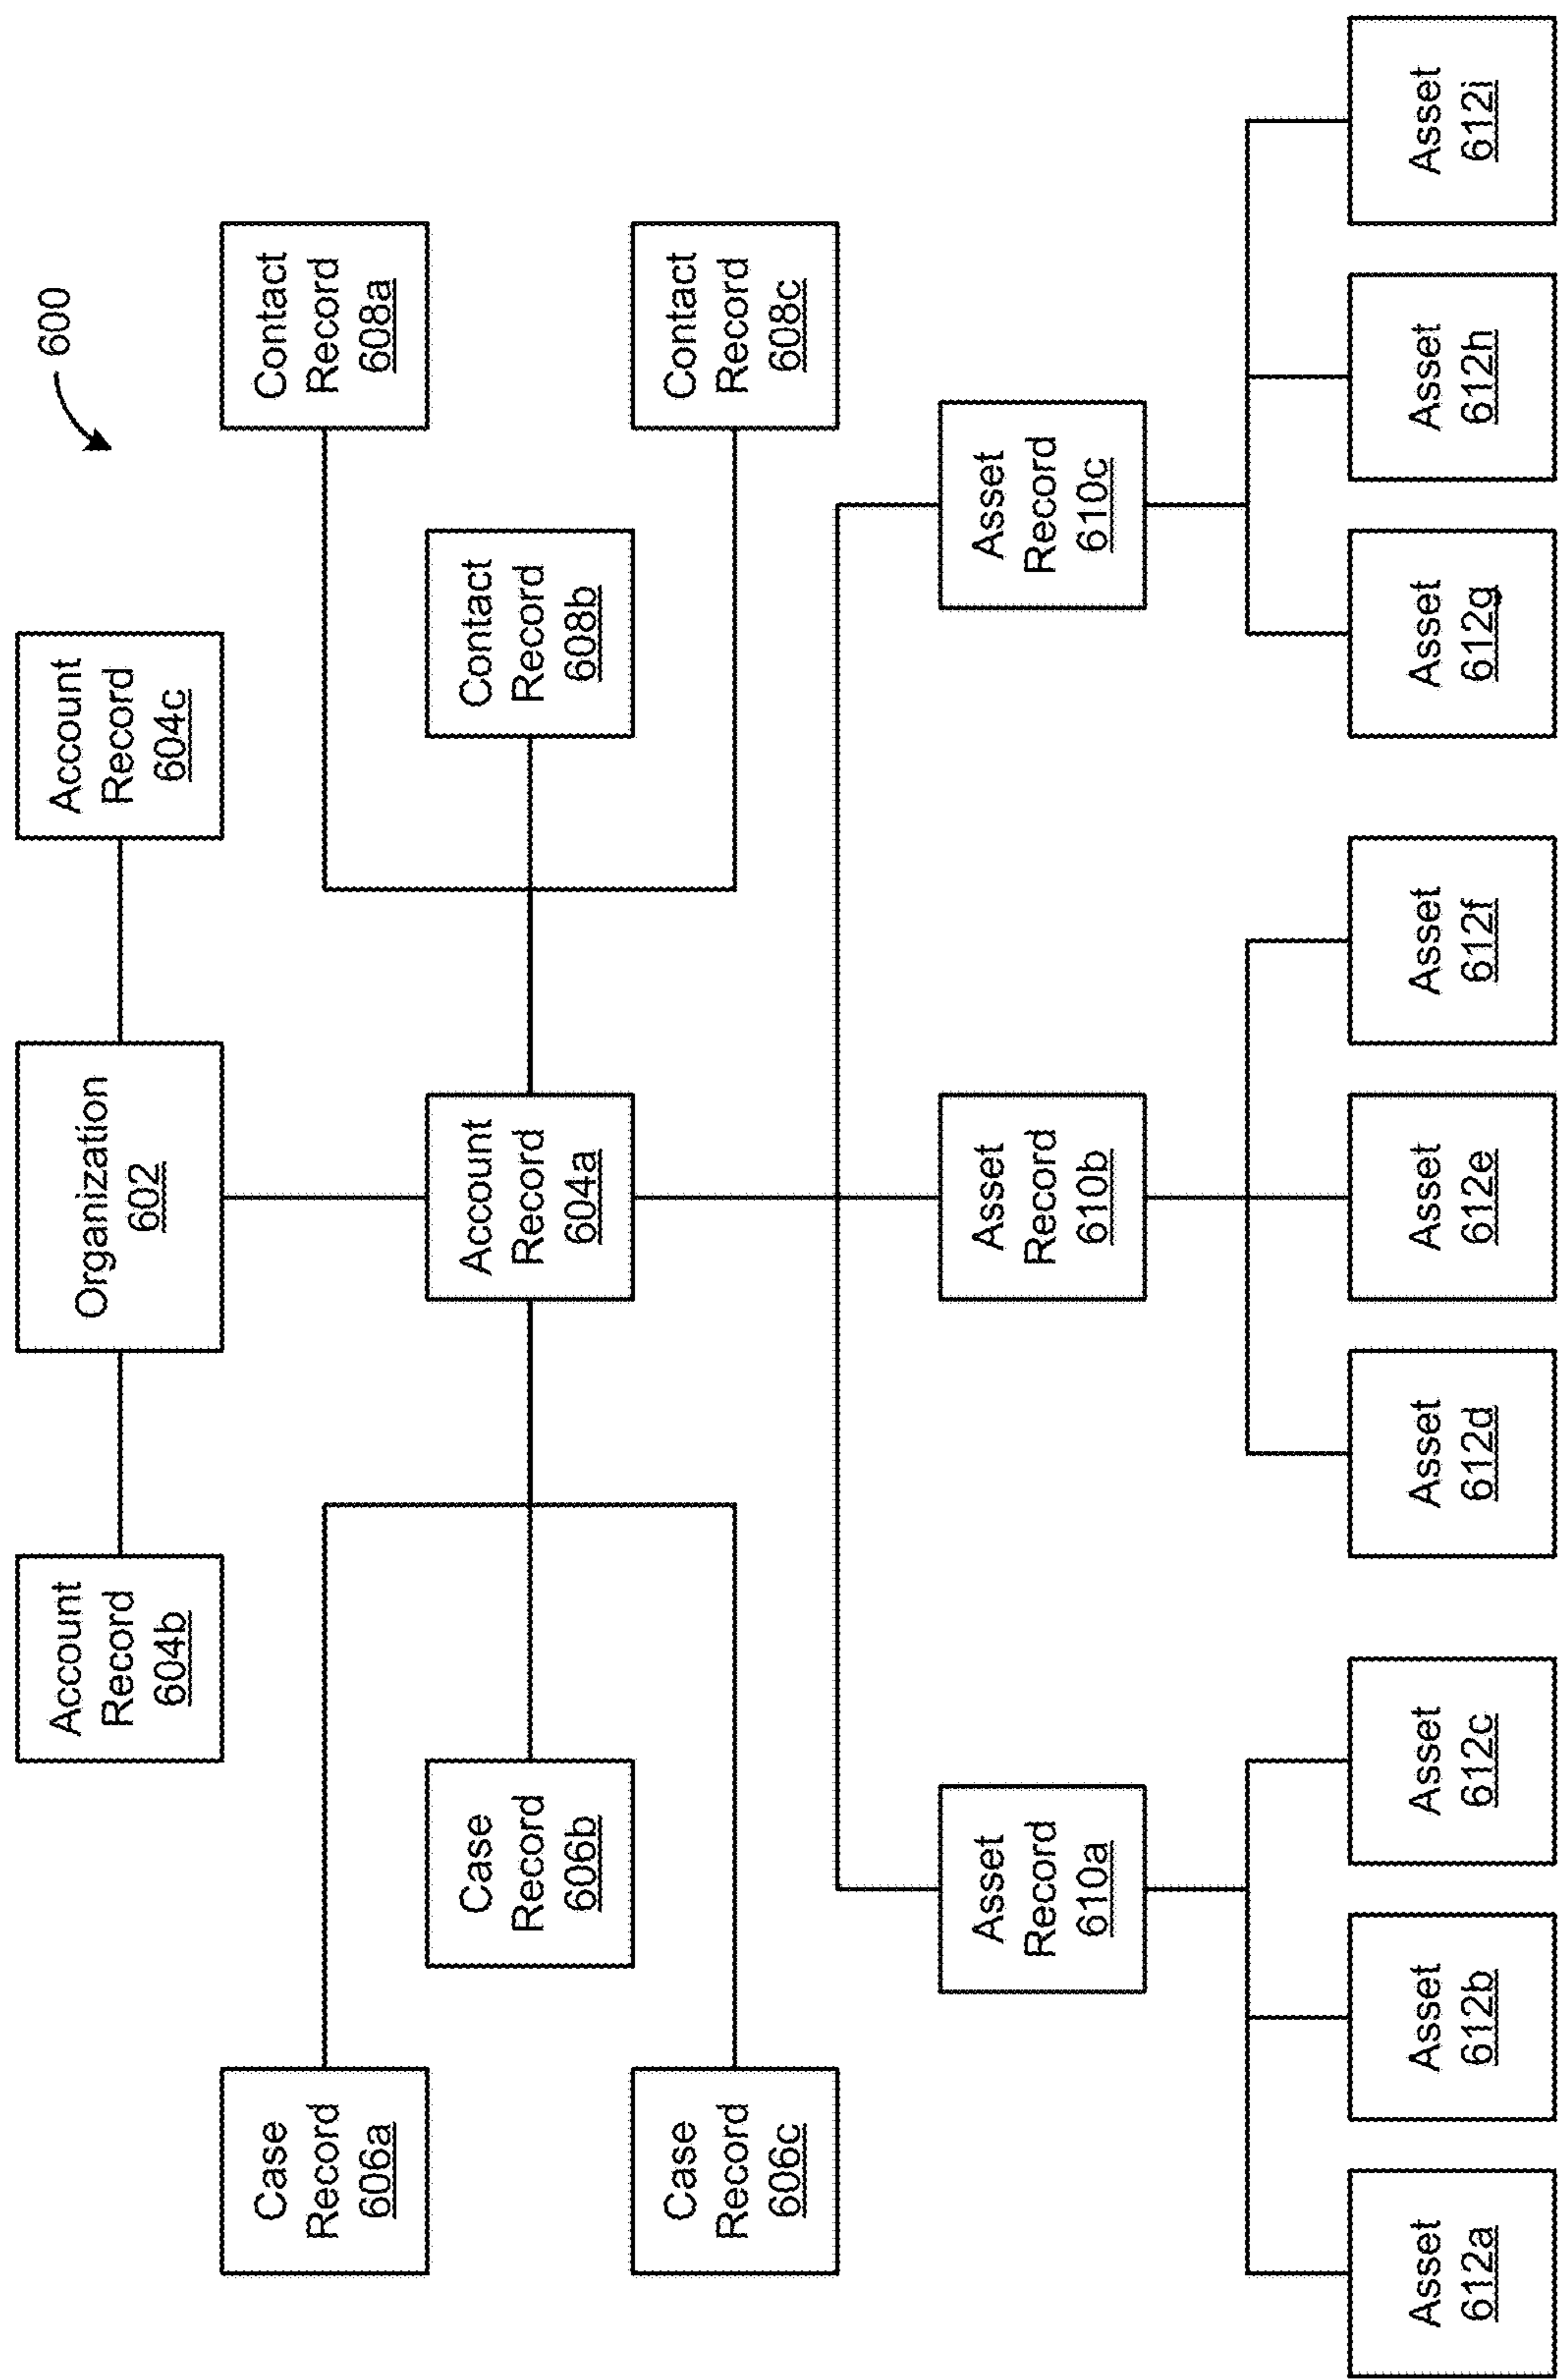 600
Account
Record
604b
Organization
602
Account
Record
604c
Case
Record
606a
Contact
Record
608a
Case
Record
606b
Account
Record
604a
Contact
Record
608b
Case
Record
606c
Contact
Record
608c
Asset
Record
610a
Asset
Record
610b
Asset
Record
610c
Asset
612a
Asset
612b
Asset
612c
Asset
612d
Asset
612e
Asset
612f
Asset
612g
Asset
612h
Asset
612i